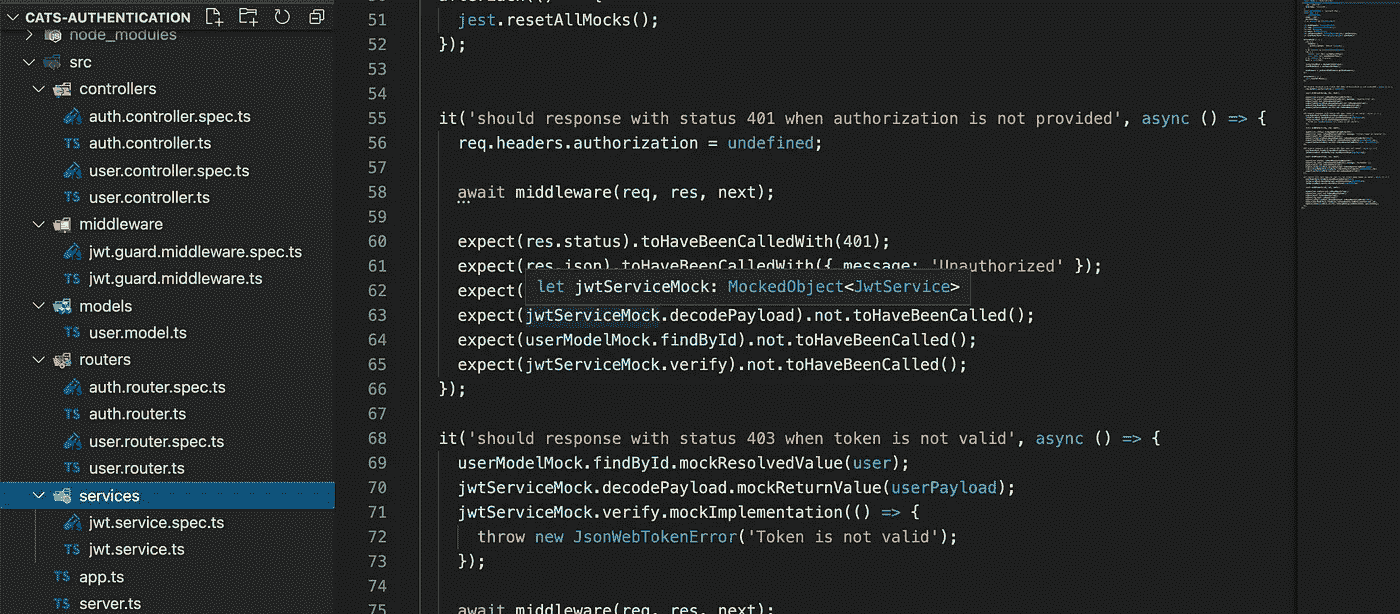 CATS-AUTHENTICATION
node_modules
src
controllers
auth.controller.spec.ts
TS auth.controller.ts
user.controller.spec.ts
TS user.controller.ts
middleware
jwt.guard.middleware.spec.ts
TS jwt.guard.middleware.ts
models
TS user.model.ts
routers
auth.router.spec.ts
TS auth.router.ts
user.router.spec.ts
TS user.router.ts
services
jwt.service.spec.ts
TS jwt.service.ts
TS app.ts
TS server.ts
51 jest.resetAllMocks();
52 });
53
54
55 it('should response with status 401 when authorization is not provided', async () => {
56 req.headers.authorization = undefined;
57
58 await middleware(req, res, next);
59
60 expect(res.status).toHaveBeenCalledWith(401);
61 expect(res.json).toHaveBeenCalledWith({ message: 'Unauthorized' });
let jwtServiceMock: MockedObject<JwtService>
62 expect(
63 expect(jwtServiceMock.decodePayload).not.toHaveBeenCalled();
64 expect(userModelMock.findById).not.toHaveBeenCalled();
65 expect(jwtServiceMock.verify).not.toHaveBeenCalled();
66 });
67
68 it('should response with status 403 when token is not valid', async () => {
69 userModelMock.findById.mockResolvedValue(user);
70 jwtServiceMock.decodePayload.mockReturnValue(userPayload);
71 jwtServiceMock.verify.mockImplementation(() => {
72 throw new JsonWebTokenError('Token is not valid');
73 });
74
75 await middleware(req, res, next);